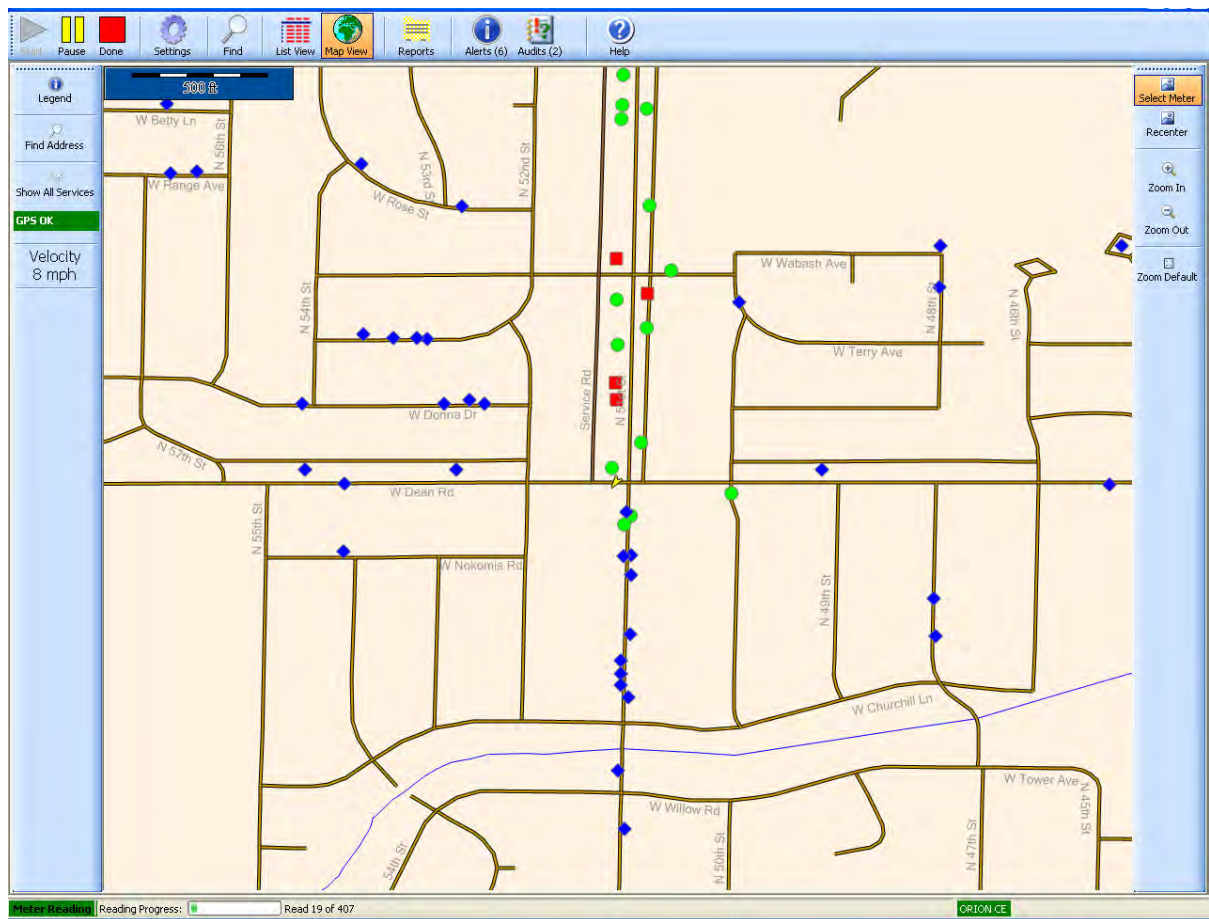 Start Pause Done Settings Find List View Map View Reports Alerts (6) Audits (2) Help
Legend
Find Address
Show All Services
GPS OK
Velocity
8 mph
500 ft
W Betty Ln
N 56th St
W Range Ave
N 53rd St
W Rose St
N 52nd St
N 54th St
W Donna Dr
N 57th St
W Dean Rd
N 55th St
W Nokomis Rd
Service Rd
N 51st St
W Wabash Ave
N 48th St
N 46th St
W Terry Ave
N 49th St
W Churchill Ln
W Tower Ave
N 45th St
W Willow Rd
54th St
N 50th St
N 47th St
Select Meter
Recenter
Zoom In
Zoom Out
Zoom Default
Meter Reading Reading Progress: Read 19 of 407 ORION CE